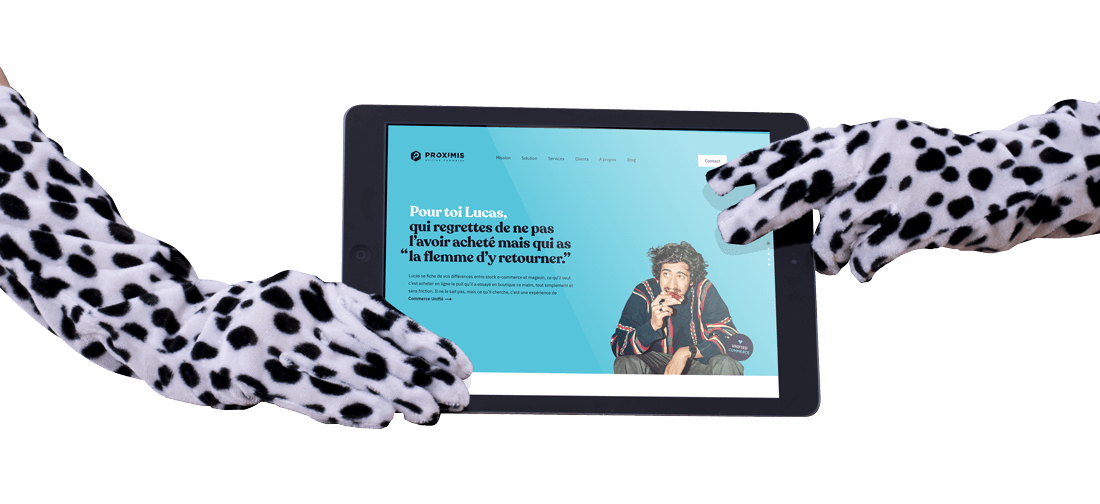 PROXIMIS
Mission Solution Services Clients À propos Blog Contact
Pour toi Lucas,
qui regrettes de ne pas
l'avoir acheté mais qui as
“la flemme d'y retourner.”
Lucas se fiche de vos différences entre stock e-commerce et magasin, ce qu'il veut
c'est acheter en ligne le pull qu'il a essayé en boutique ce matin, tout simplement et
sans friction. Il ne le sait pas, mais ce qu'il cherche, c'est une expérience de
Commerce Unifié ⟶
UNIFIED
COMMERCE